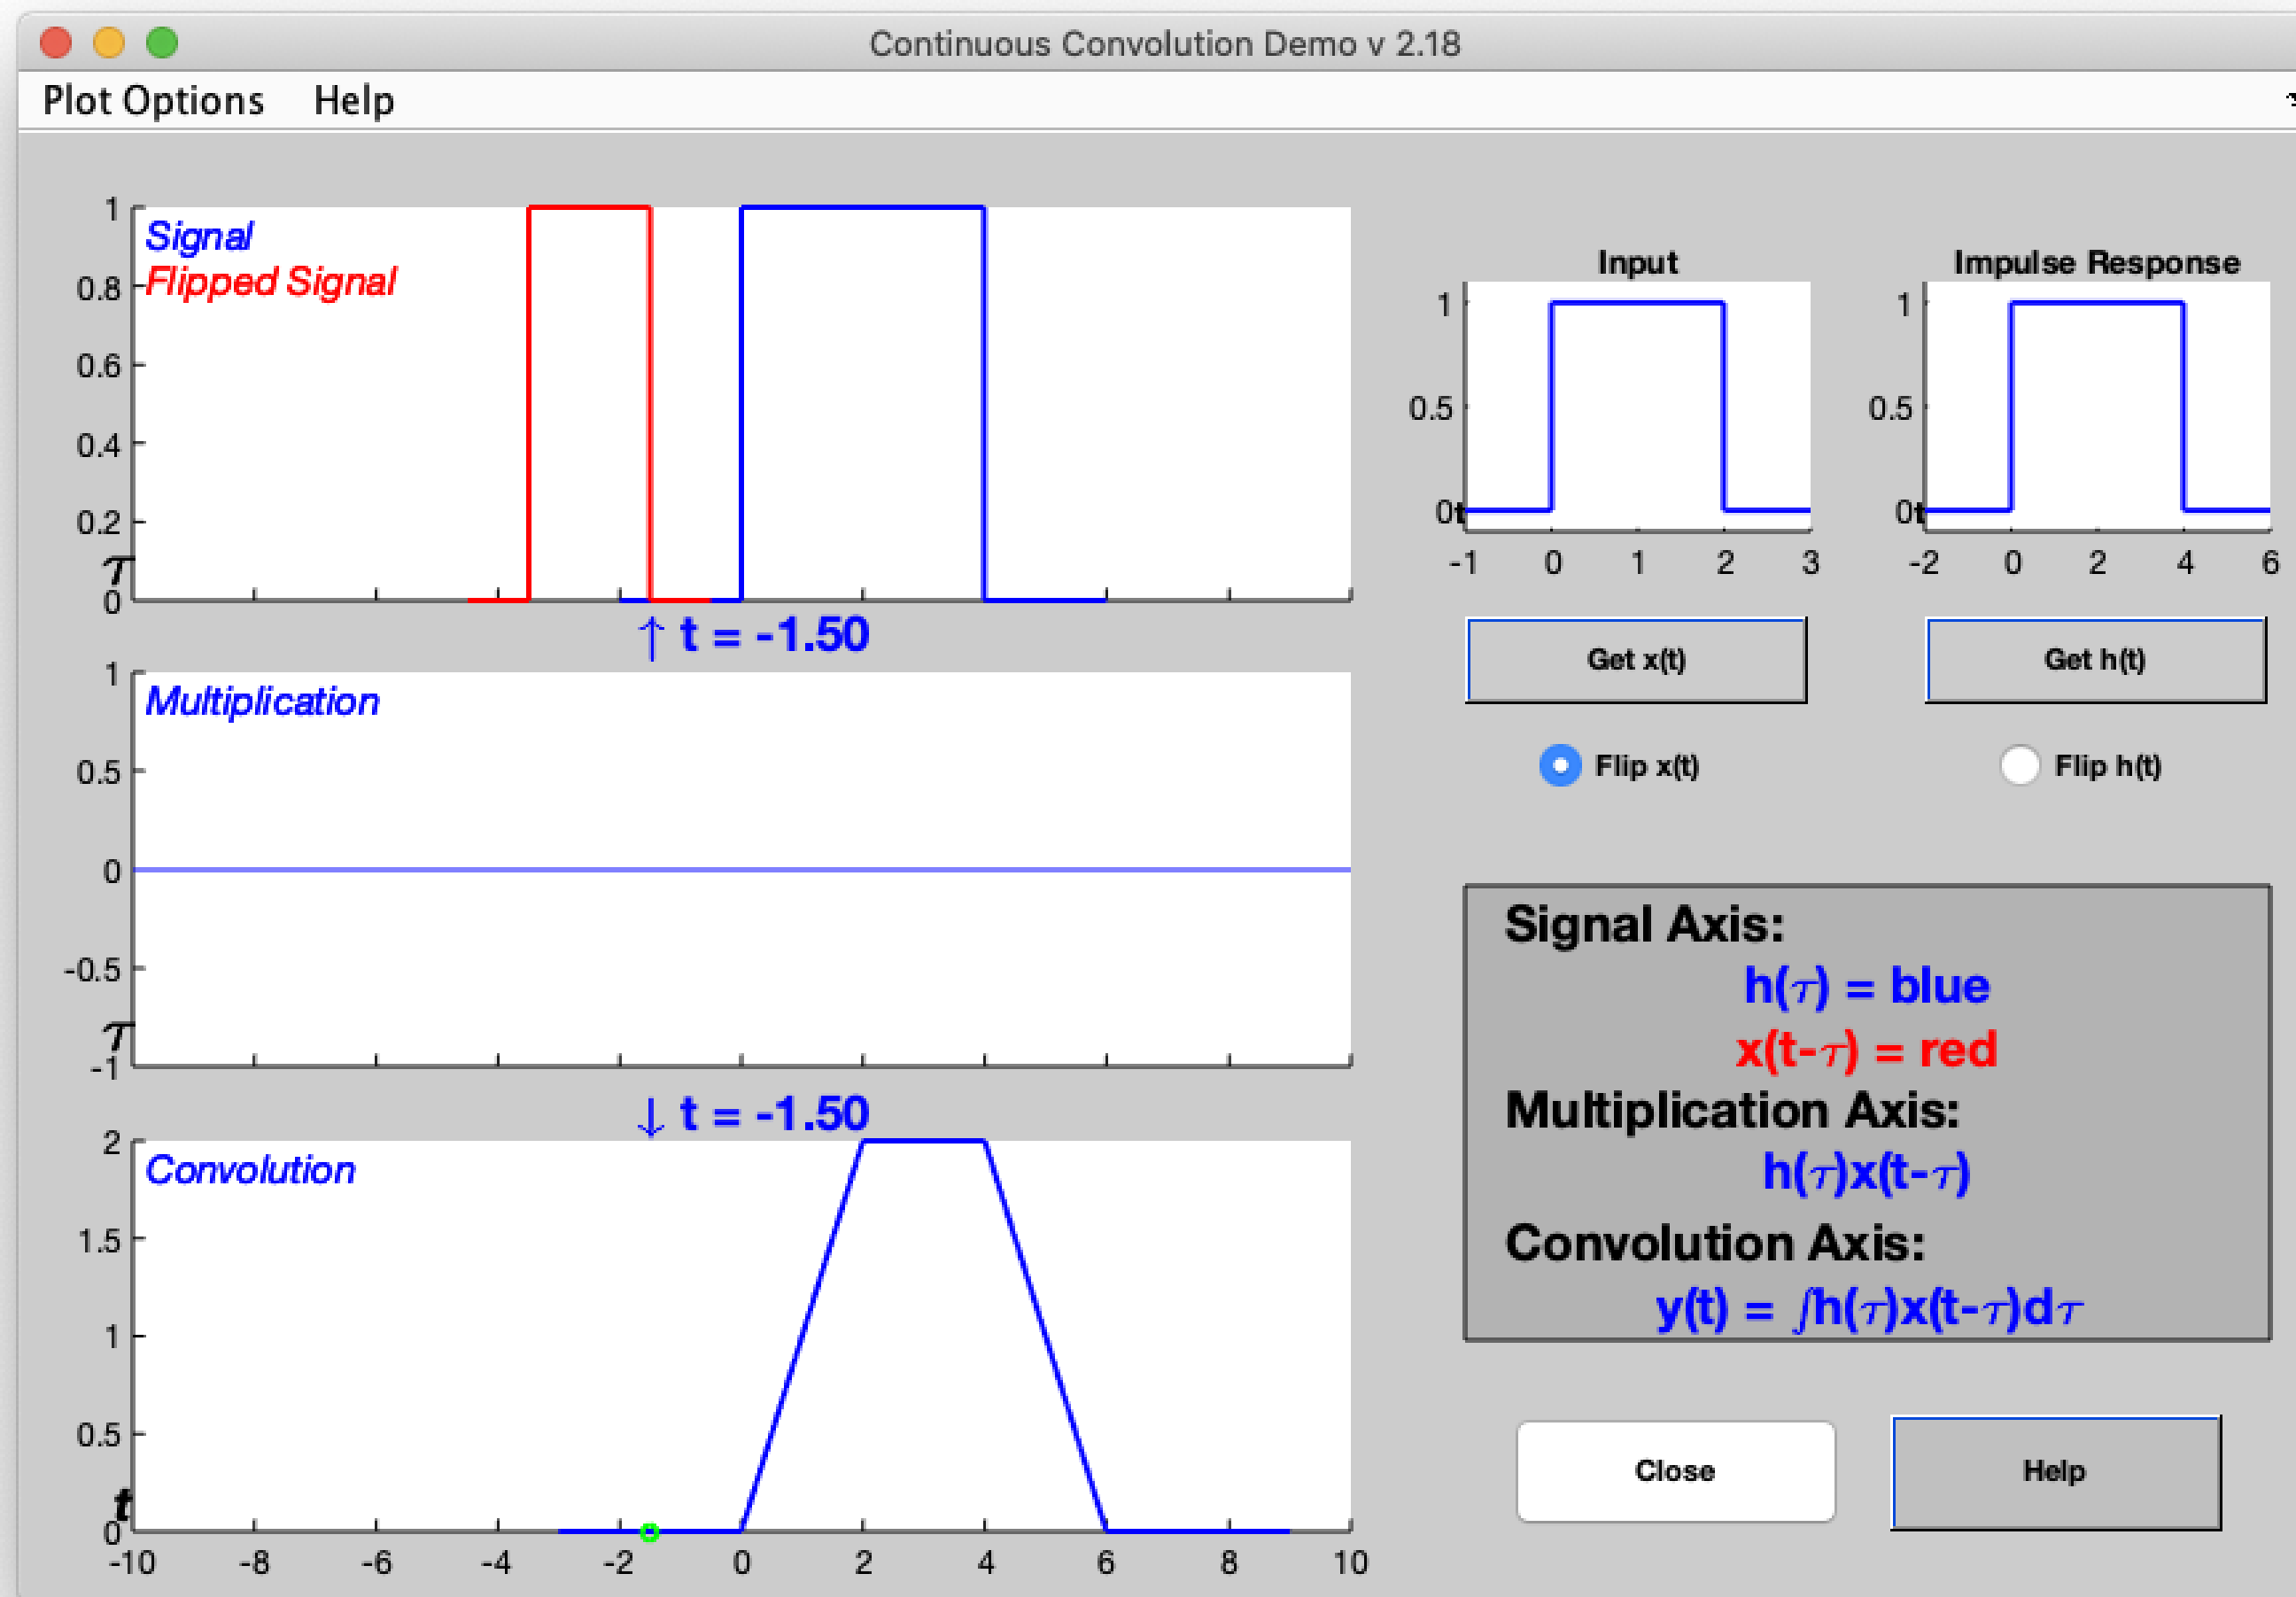 Continuous Convolution Demo v 2.18
Plot Options Help
Signal
Flipped Signal
1
0.8
0.6
0.4
0.2
τ
0
↑ t = -1.50
Multiplication
1
0.5
0
-0.5
τ
-1
↓ t = -1.50
Convolution
2
1.5
1
0.5
t
0
-10 -8 -6 -4 -2 0 2 4 6 8 10
Input
1
0.5
0t
-1 0 1 2 3
Impulse Response
1
0.5
0t
-2 0 2 4 6
Get x(t)
Get h(t)
Flip x(t)
Flip h(t)
Signal Axis:
h(τ) = blue
x(t-τ) = red
Multiplication Axis:
h(τ)x(t-τ)
Convolution Axis:
y(t) = ∫h(τ)x(t-τ)dτ
Close
Help